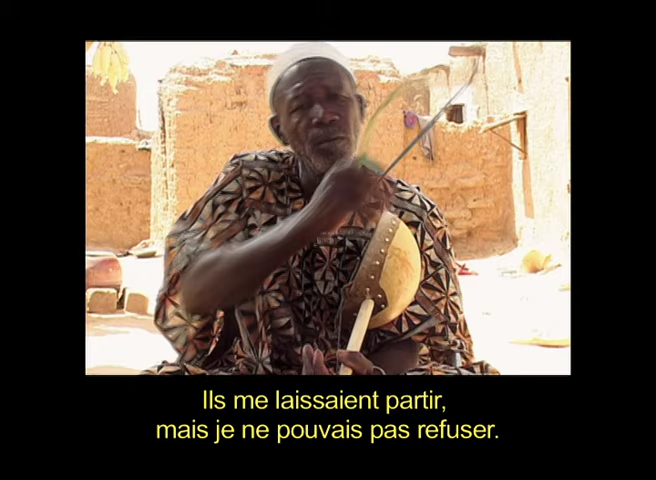 Ils me laissaient partir,
mais je ne pouvais pas refuser.